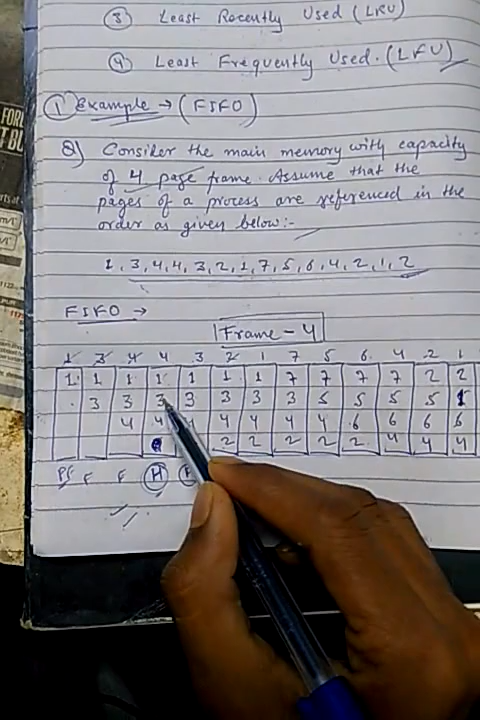 ③ Least Recently Used (LRU)
④ Least Frequently Used. (LFU)
① Example → (FIFO)
Q) Consider the main memory with capacity
of 4 page frame. Assume that the
pages of a process are referenced in the
order as given below:-
1, 3, 4, 4, 3, 2, 1, 7, 5, 6, 4, 2, 1, 2
FIFO →
Frame - 4
1 3 4 4 3 2 1 7 5 6 4 2 1
1 1 1 1 1 1 1 7 7 7 7 2 2
3 3 3 3 3 3 3 5 5 5 5 1
4 4 4 4 4 4 6 6 6 6
2 2 2 2 2 4 4 4
PF F F H